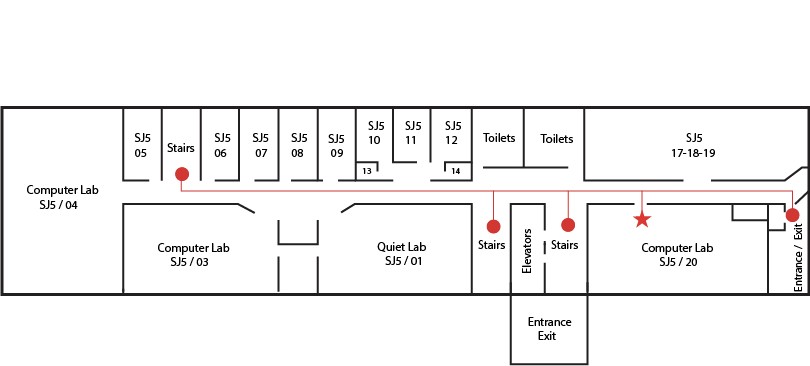 SJ5
05
Stairs
SJ5
06
SJ5
07
SJ5
08
SJ5
09
SJ5
10
SJ5
11
SJ5
12
13
14
Toilets
Toilets
SJ5
17-18-19
Computer Lab
SJ5 / 04
Computer Lab
SJ5 / 03
Quiet Lab
SJ5 / 01
Stairs
Elevators
Stairs
Computer Lab
SJ5 / 20
Entrance / Exit
Entrance
Exit